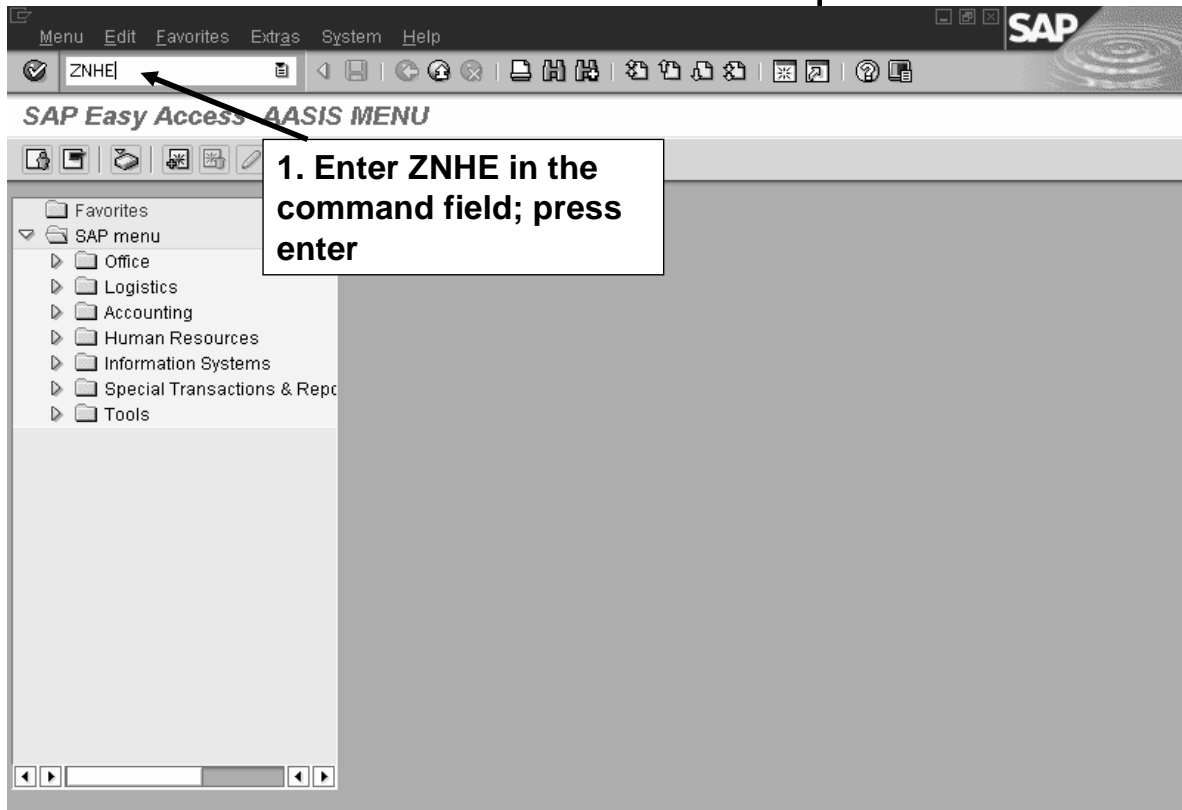 Menu Edit Favorites Extras System Help
SAP
ZNHE
SAP Easy Access AASIS MENU
1. Enter ZNHE in the
command field; press
enter
Favorites
SAP menu
Office
Logistics
Accounting
Human Resources
Information Systems
Special Transactions & Repo
Tools